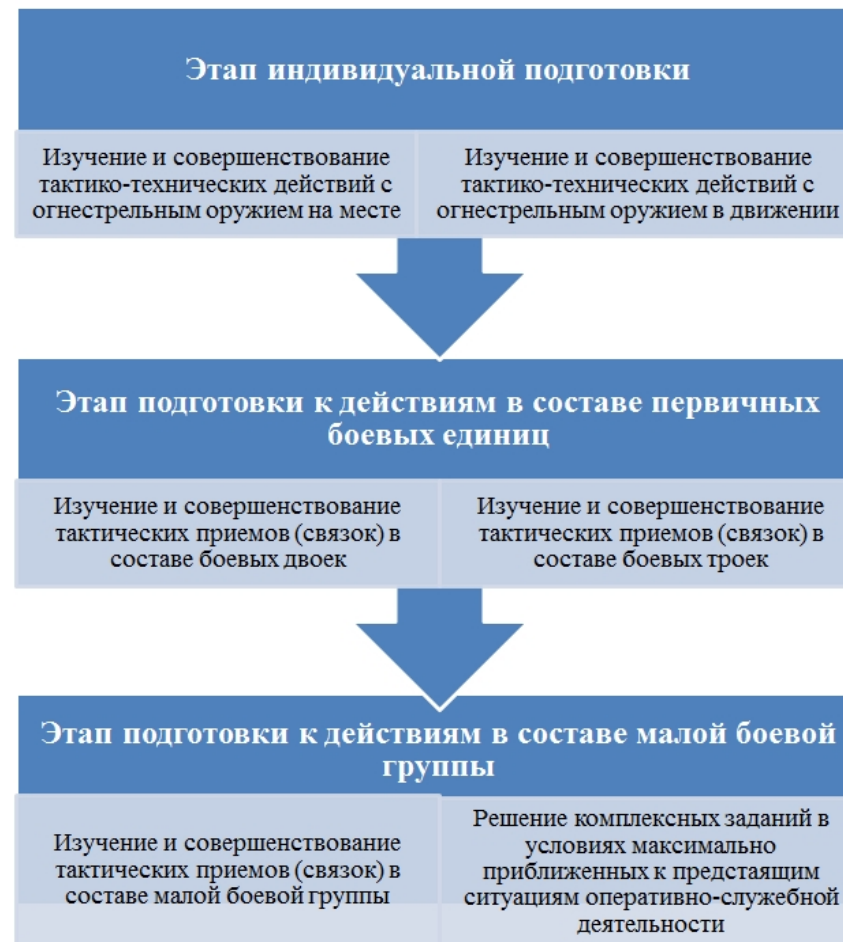 Этап индивидуальной подготовки
Изучение и совершенствование
тактико-технических действий с
огнестрельным оружием на месте
Изучение и совершенствование
тактико-технических действий с
огнестрельным оружием в движении
Этап подготовки к действиям в составе первичных
боевых единиц
Изучение и совершенствование
тактических приемов (связок) в
составе боевых двоек
Изучение и совершенствование
тактических приемов (связок) в
составе боевых троек
Этап подготовки к действиям в составе малой боевой
группы
Изучение и совершенствование
тактических приемов (связок) в
составе малой боевой группы
Решение комплексных заданий в
условиях максимально
приближенных к предстаящим
ситуациям оперативно-служебной
деятельности